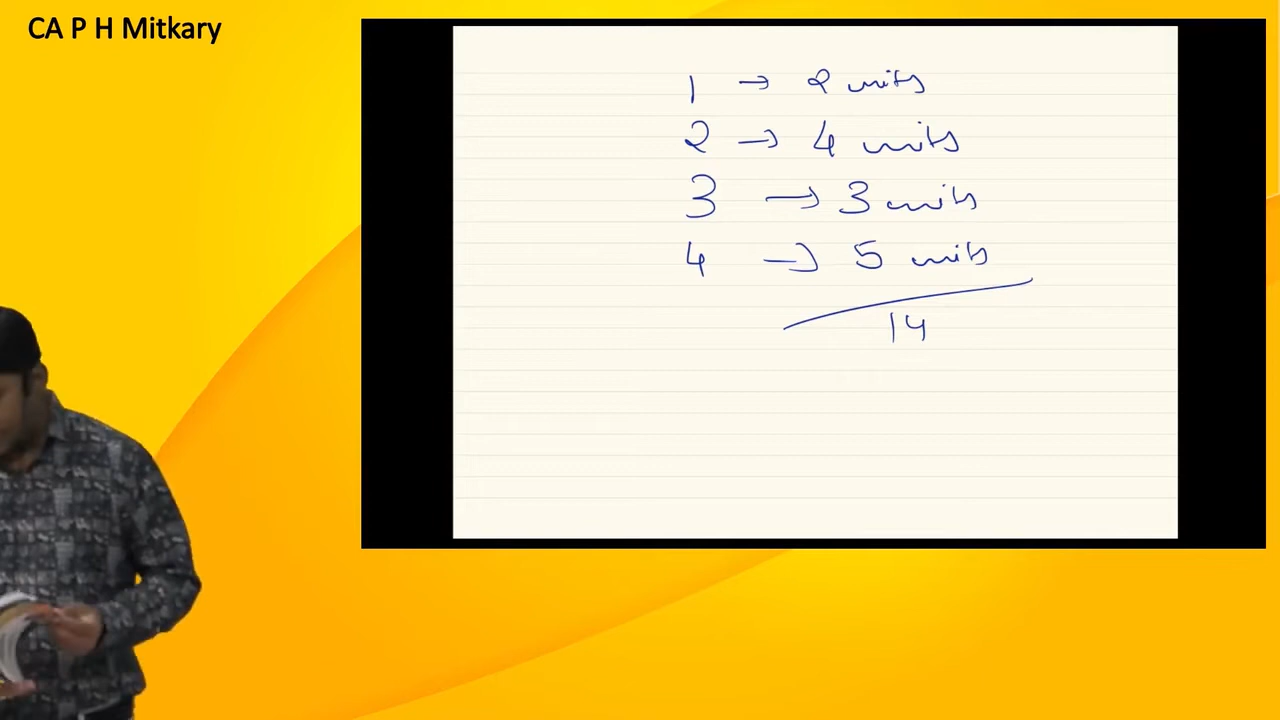 CA P H Mitkary
1 → 2 units
2 → 4 units
3 → 3 units
4 → 5 units
14